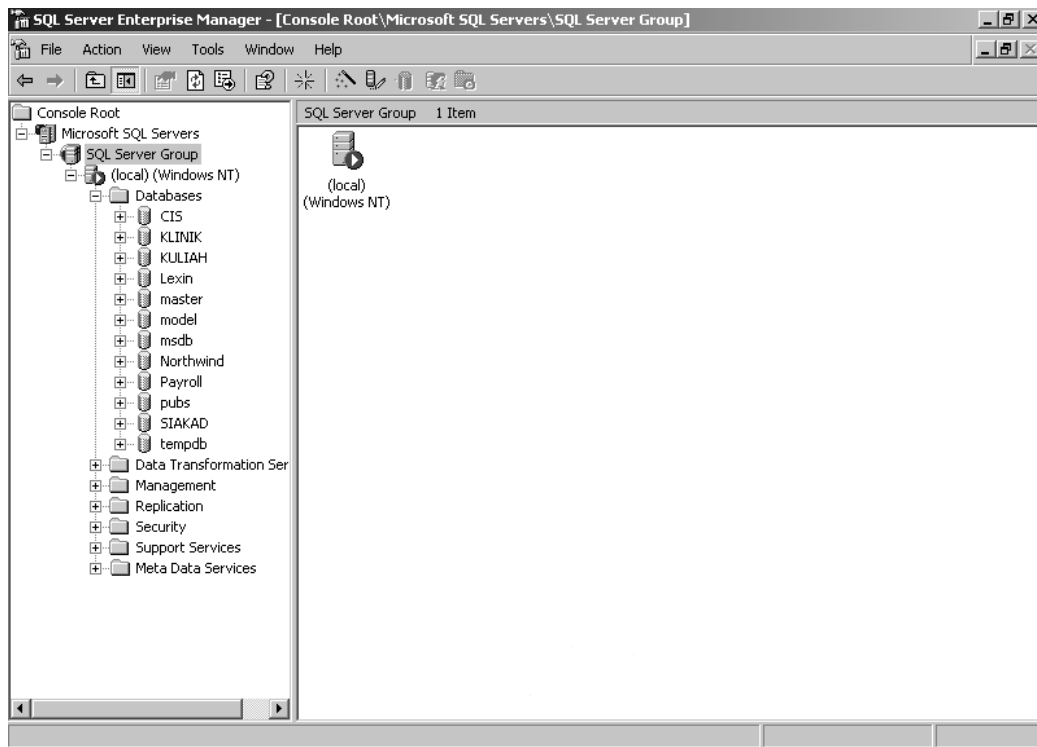 SQL Server Enterprise Manager - [Console Root\Microsoft SQL Servers\SQL Server Group]
File Action View Tools Window Help
Console Root
Microsoft SQL Servers
SQL Server Group
(local) (Windows NT)
Databases
CIS
KLINIK
KULIAH
Lexin
master
model
msdb
Northwind
Payroll
pubs
SIAKAD
tempdb
Data Transformation Ser
Management
Replication
Security
Support Services
Meta Data Services
SQL Server Group 1 Item
(local)
(Windows NT)